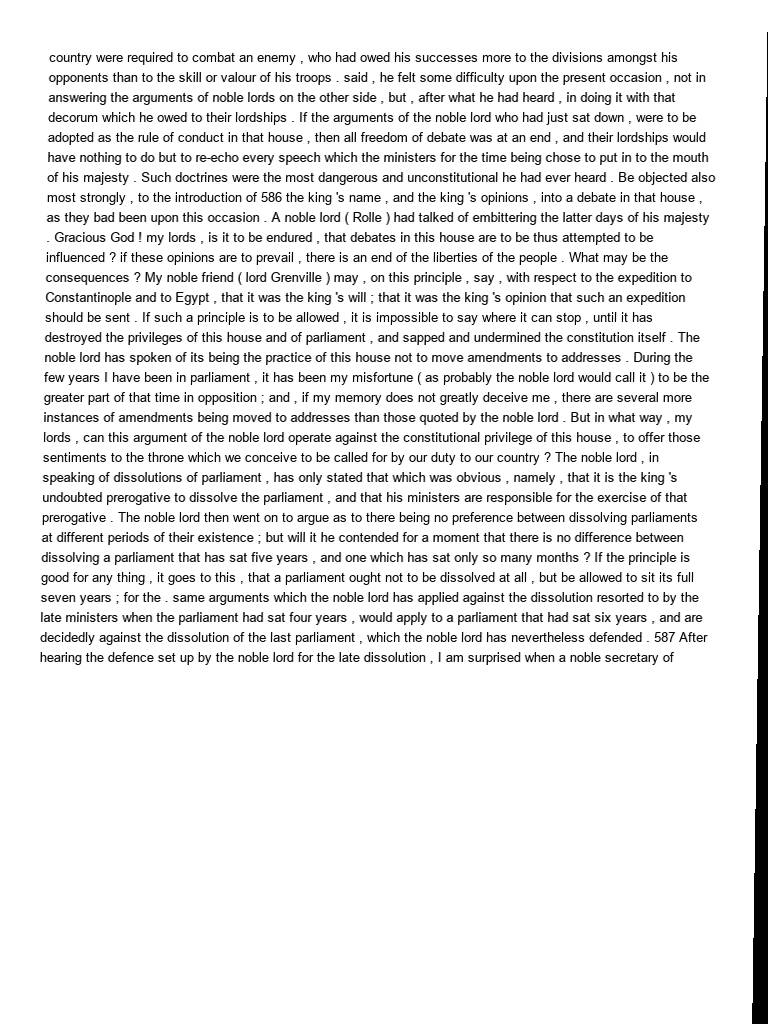 country were required to combat an enemy , who had owed his successes more to the divisions amongst his
opponents than to the skill or valour of his troops . said , he felt some difficulty upon the present occasion , not in
answering the arguments of noble lords on the other side , but , after what he had heard , in doing it with that
decorum which he owed to their lordships . If the arguments of the noble lord who had just sat down , were to be
adopted as the rule of conduct in that house , then all freedom of debate was at an end , and their lordships would
have nothing to do but to re-echo every speech which the ministers for the time being chose to put in to the mouth
of his majesty . Such doctrines were the most dangerous and unconstitutional he had ever heard . Be objected also
most strongly , to the introduction of 586 the king 's name , and the king 's opinions , into a debate in that house ,
as they bad been upon this occasion . A noble lord ( Rolle ) had talked of embittering the latter days of his majesty
. Gracious God ! my lords , is it to be endured , that debates in this house are to be thus attempted to be
influenced ? if these opinions are to prevail , there is an end of the liberties of the people . What may be the
consequences ? My noble friend ( lord Grenville ) may , on this principle , say , with respect to the expedition to
Constantinople and to Egypt , that it was the king 's will ; that it was the king 's opinion that such an expedition
should be sent . If such a principle is to be allowed , it is impossible to say where it can stop , until it has
destroyed the privileges of this house and of parliament , and sapped and undermined the constitution itself . The
noble lord has spoken of its being the practice of this house not to move amendments to addresses . During the
few years I have been in parliament , it has been my misfortune ( as probably the noble lord would call it ) to be the
greater part of that time in opposition ; and , if my memory does not greatly deceive me , there are several more
instances of amendments being moved to addresses than those quoted by the noble lord . But in what way , my
lords , can this argument of the noble lord operate against the constitutional privilege of this house , to offer those
sentiments to the throne which we conceive to be called for by our duty to our country ? The noble lord , in
speaking of dissolutions of parliament , has only stated that which was obvious , namely , that it is the king 's
undoubted prerogative to dissolve the parliament , and that his ministers are responsible for the exercise of that
prerogative . The noble lord then went on to argue as to there being no preference between dissolving parliaments
at different periods of their existence ; but will it he contended for a moment that there is no difference between
dissolving a parliament that has sat five years , and one which has sat only so many months ? If the principle is
good for any thing , it goes to this , that a parliament ought not to be dissolved at all , but be allowed to sit its full
seven years ; for the . same arguments which the noble lord has applied against the dissolution resorted to by the
late ministers when the parliament had sat four years , would apply to a parliament that had sat six years , and are
decidedly against the dissolution of the last parliament , which the noble lord has nevertheless defended . 587 After
hearing the defence set up by the noble lord for the late dissolution , I am surprised when a noble secretary of